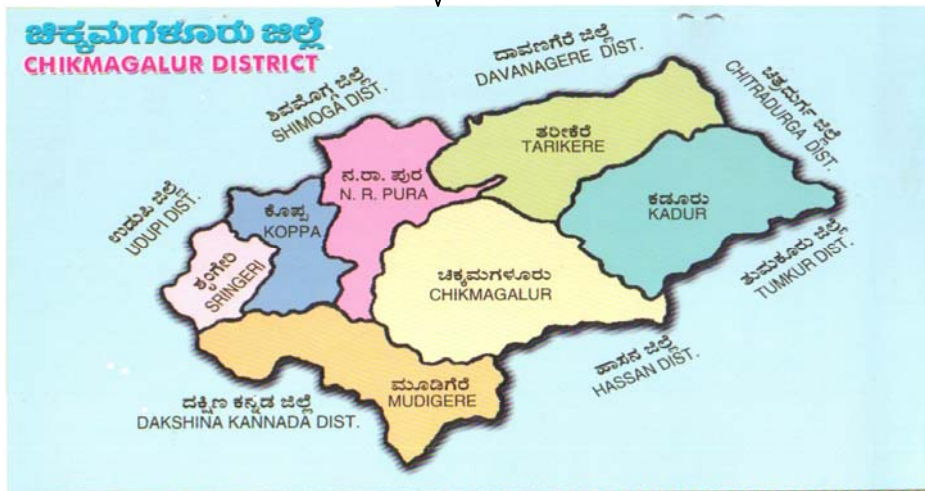 ಚಿಕ್ಕಮಗಳೂರು ಜಿಲ್ಲೆ
CHIKMAGALUR DISTRICT
ದಾವಣಗೆರೆ ಜಿಲ್ಲೆ
DAVANAGERE DIST.
ಶಿವಮೊಗ್ಗ ಜಿಲ್ಲೆ
SHIMOGA DIST.
ಚಿತ್ರದುರ್ಗ ಜಿಲ್ಲೆ
CHITRADURGA DIST.
ತರೀಕೆರೆ
TARIKERE
ನ.ರಾ. ಪುರ
N. R. PURA
ಕಡೂರು
KADUR
ಉಡುಪಿ ಜಿಲ್ಲೆ
UDUPI DIST.
ಕೊಪ್ಪ
KOPPA
ಶೃಂಗೇರಿ
SRINGERI
ಚಿಕ್ಕಮಗಳೂರು
CHIKMAGALUR
ತುಮಕೂರು ಜಿಲ್ಲೆ
TUMKUR DIST.
ಹಾಸನ ಜಿಲ್ಲೆ
HASSAN DIST.
ಮೂಡಿಗೆರೆ
MUDIGERE
ದಕ್ಷಿಣ ಕನ್ನಡ ಜಿಲ್ಲೆ
DAKSHINA KANNADA DIST.